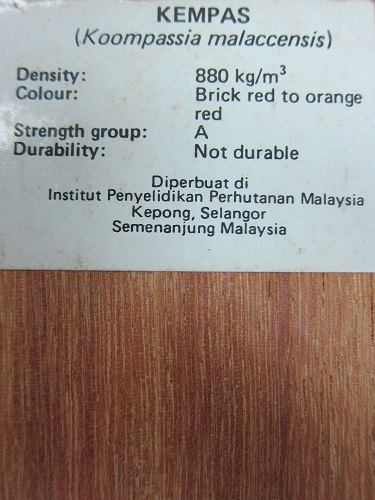 KEMPAS
(Koompassia malaccensis)
Density: 880 kg/m³
Colour: Brick red to orange
red
Strength group: A
Durability: Not durable
Diperbuat di
Institut Penyelidikan Perhutanan Malaysia
Kepong, Selangor
Semenanjung Malaysia